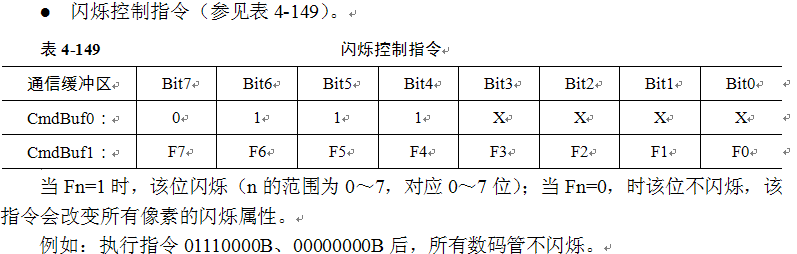 ● 闪烁控制指令（参见表 4-149）。
表 4-149 闪烁控制指令
通信缓冲区 Bit7 Bit6 Bit5 Bit4 Bit3 Bit2 Bit1 Bit0
CmdBuf0： 0 1 1 1 X X X X
CmdBuf1： F7 F6 F5 F4 F3 F2 F1 F0
当 Fn=1 时，该位闪烁（n 的范围为 0～7，对应 0～7 位）；当 Fn=0，时该位不闪烁，该
指令会改变所有像素的闪烁属性。
例如：执行指令 01110000B、00000000B 后，所有数码管不闪烁。